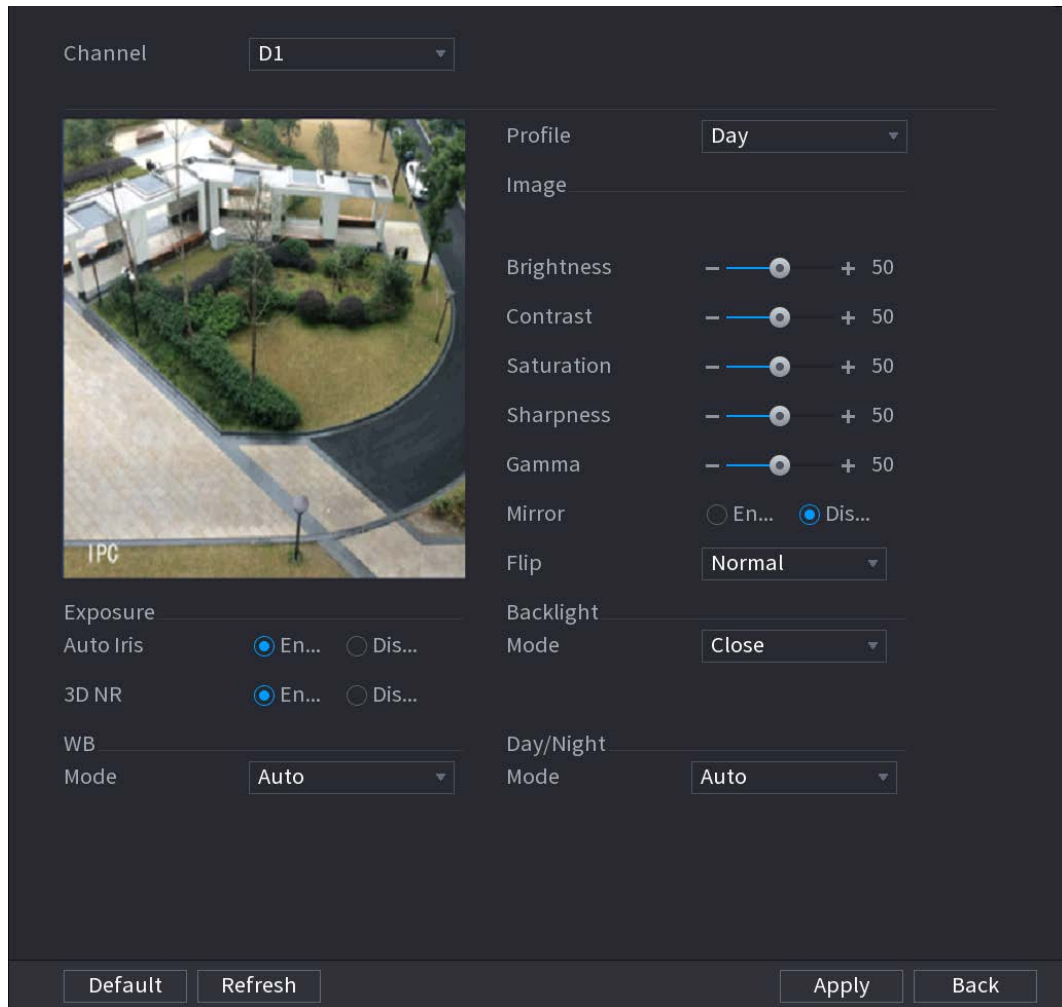 Channel D1
Profile Day
Image
Brightness - + 50
Contrast - + 50
Saturation - + 50
Sharpness - + 50
Gamma - + 50
Mirror En... Dis...
IPC
Flip Normal
Exposure
Auto Iris En... Dis...
3D NR En... Dis...
WB
Mode Auto
Backlight
Mode Close
Day/Night
Mode Auto
Default Refresh Apply Back